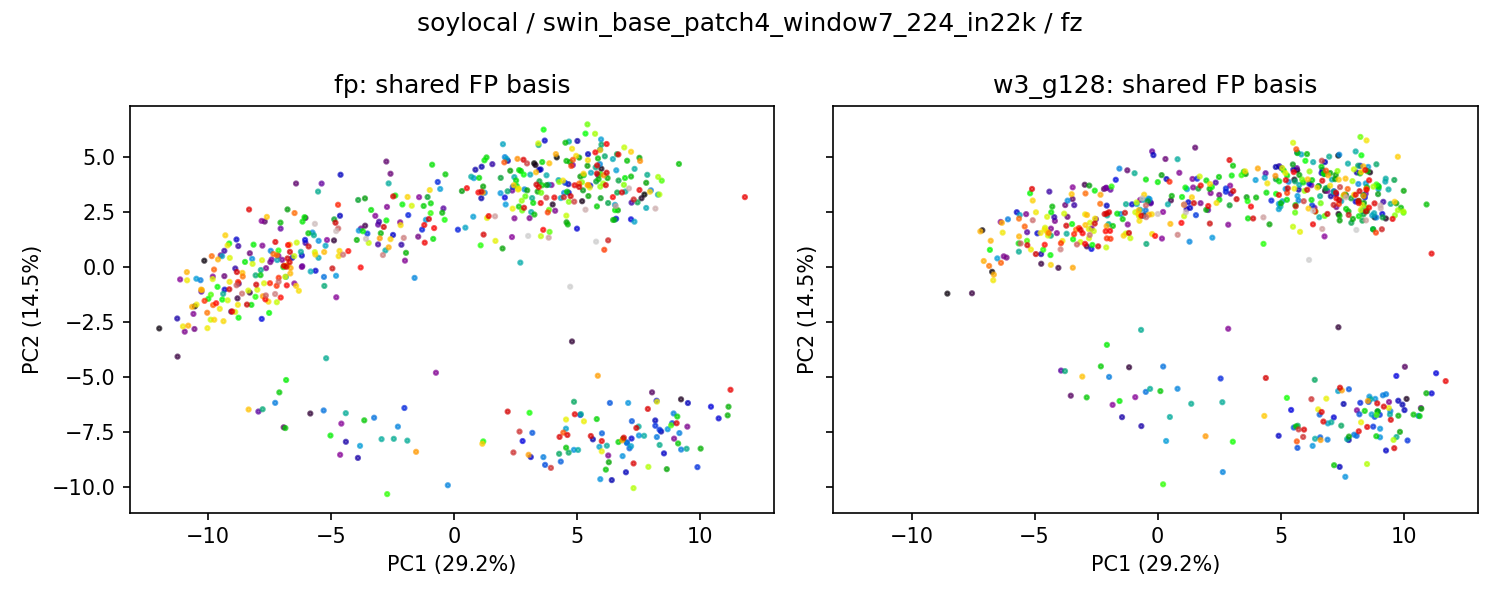 soylocal / swin_base_patch4_window7_224_in22k / fz
fp: shared FP basis
w3_g128: shared FP basis
PC2 (14.5%)
5.0
2.5
0.0
−2.5
−5.0
−7.5
−10.0
−10
−5
0
5
10
PC1 (29.2%)
PC2 (14.5%)
−10
−5
0
5
10
PC1 (29.2%)